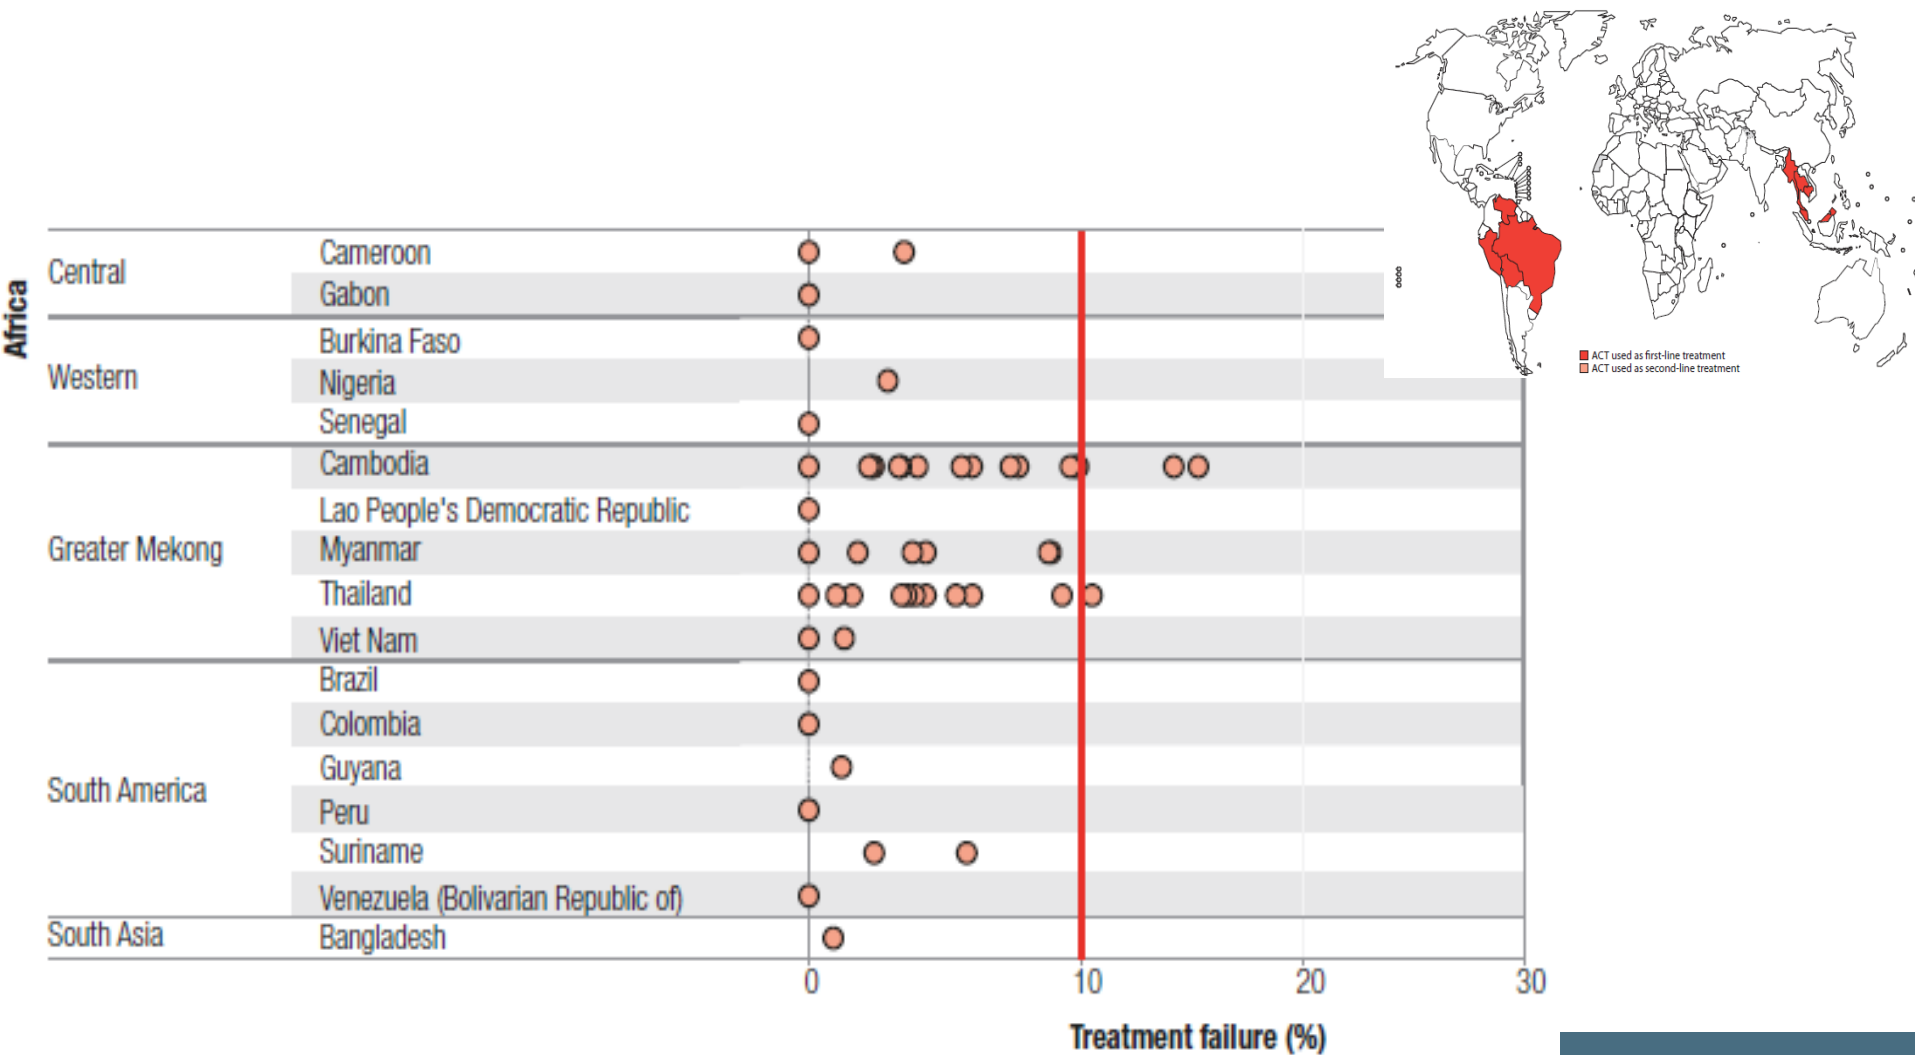 ACT used as first-line treatment
ACT used as second-line treatment
Africa
Central
Cameroon
Gabon
Western
Burkina Faso
Nigeria
Senegal
Greater Mekong
Cambodia
Lao People's Democratic Republic
Myanmar
Thailand
Viet Nam
South America
Brazil
Colombia
Guyana
Peru
Suriname
Venezuela (Bolivarian Republic of)
South Asia
Bangladesh
0 10 20 30
Treatment failure (%)